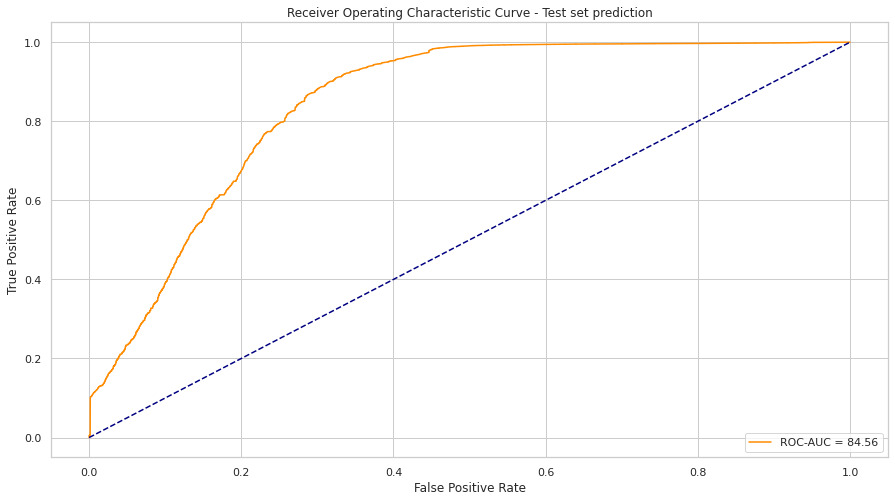 Receiver Operating Characteristic Curve - Test set prediction
1.0
0.8
0.6
0.4
0.2
0.0
True Positive Rate
ROC-AUC = 84.56
0.0 0.2 0.4 0.6 0.8 1.0
False Positive Rate